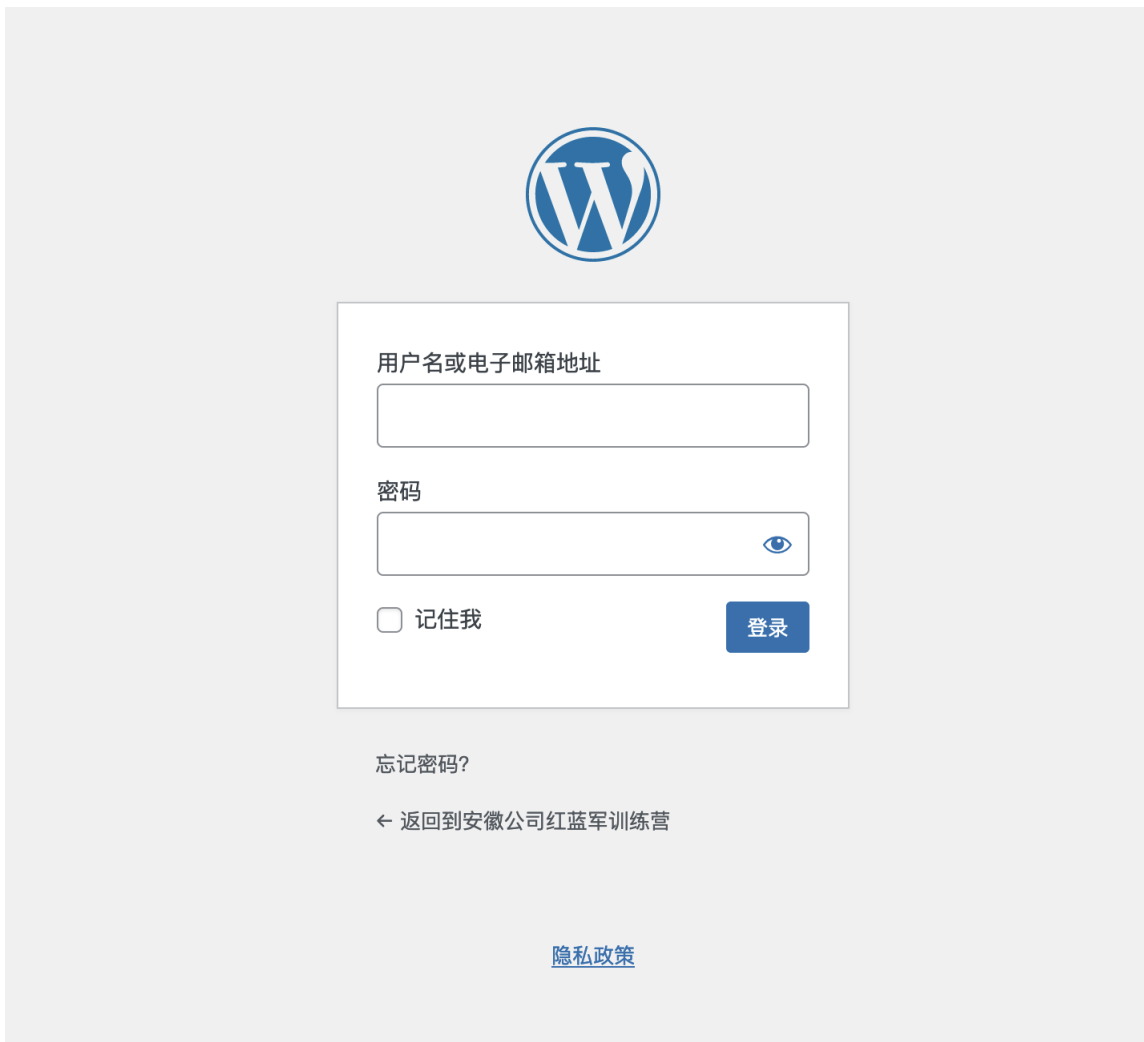 用户名或电子邮箱地址
密码
记住我
登录
忘记密码?
← 返回到安徽公司红蓝军训练营
隐私政策